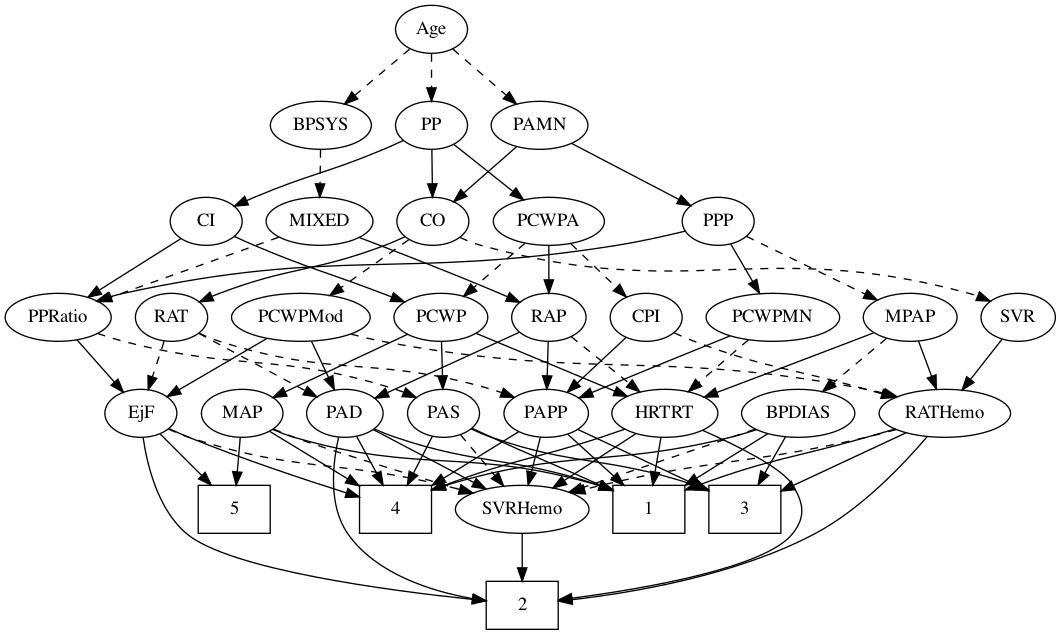 Age
BPSYS PP PAMN
CI MIXED CO PCWPA PPP
PPRatio RAT PCWPMod PCWP RAP CPI PCWPMN MPAP SVR
EjF MAP PAD PAS PAPP HRTRT BPDIAS RATHemo
5 4 SVRHemo 1 3
2